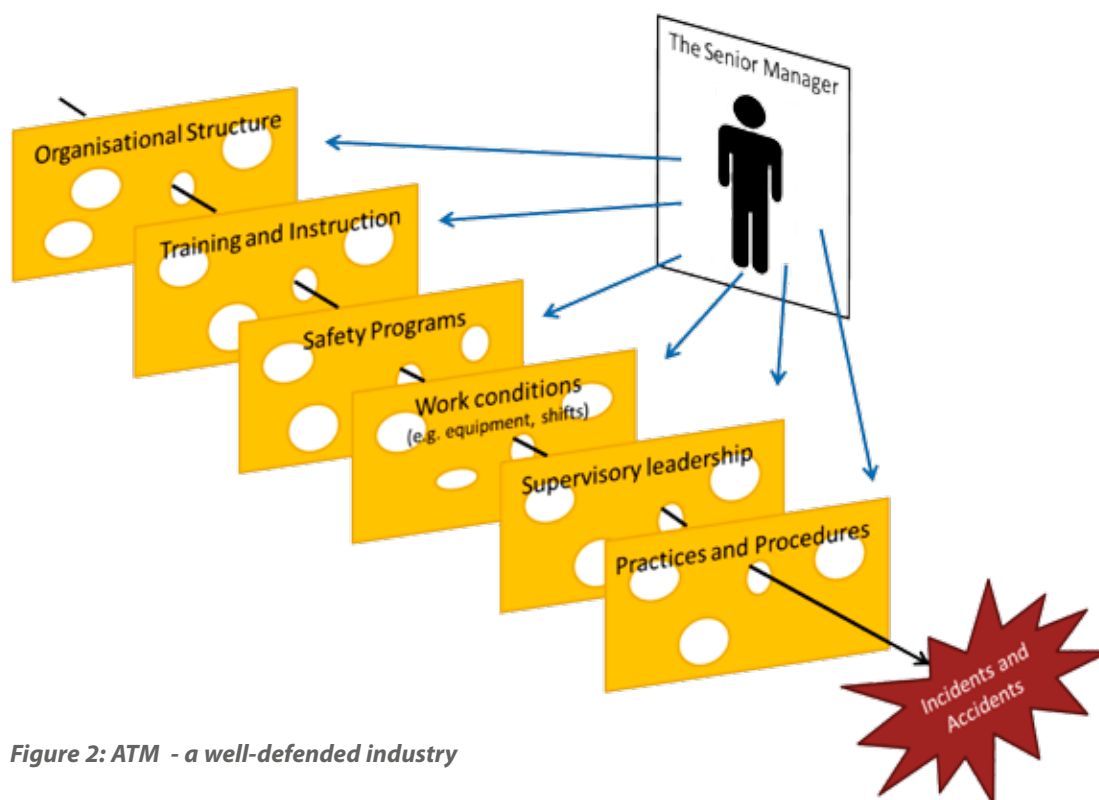 The Senior Manager
Organisational Structure
Training and Instruction
Safety Programs
Work conditions
(e.g. equipment, shifts)
Supervisory leadership
Practices and Procedures
Incidents and
Accidents
Figure 2: ATM - a well-defended industry